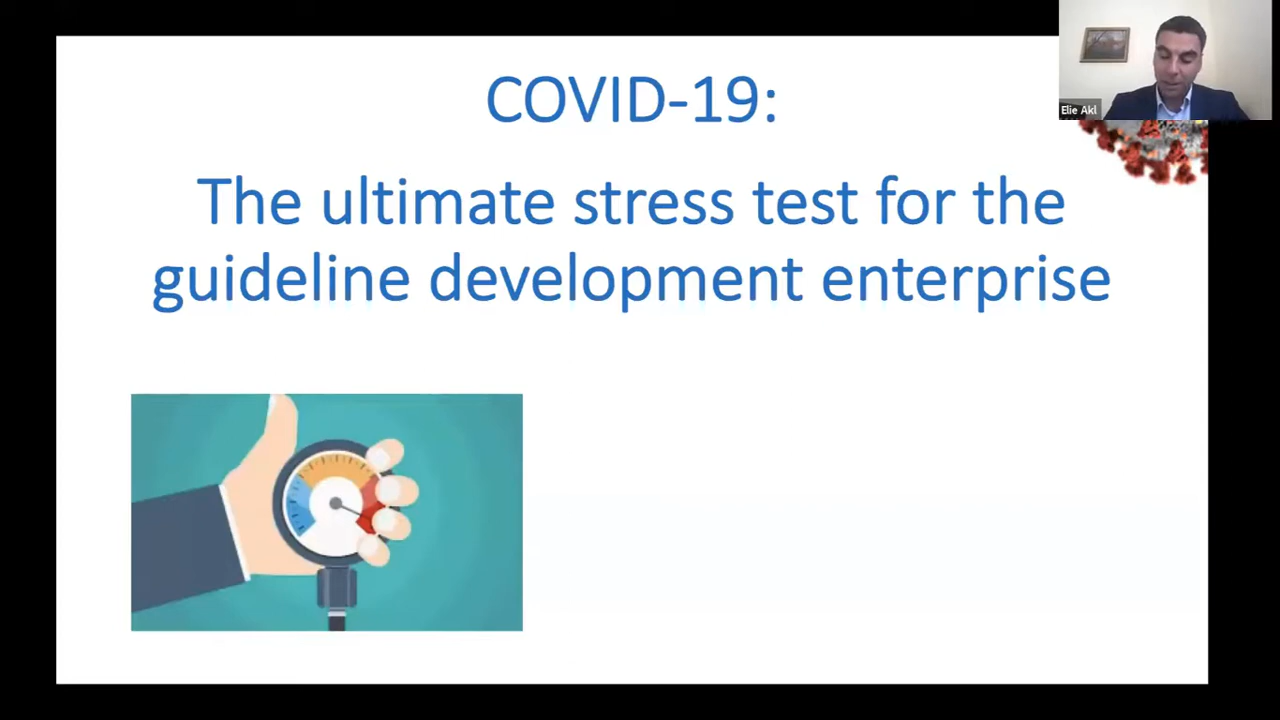 COVID-19:
The ultimate stress test for the
guideline development enterprise
Elie Akl